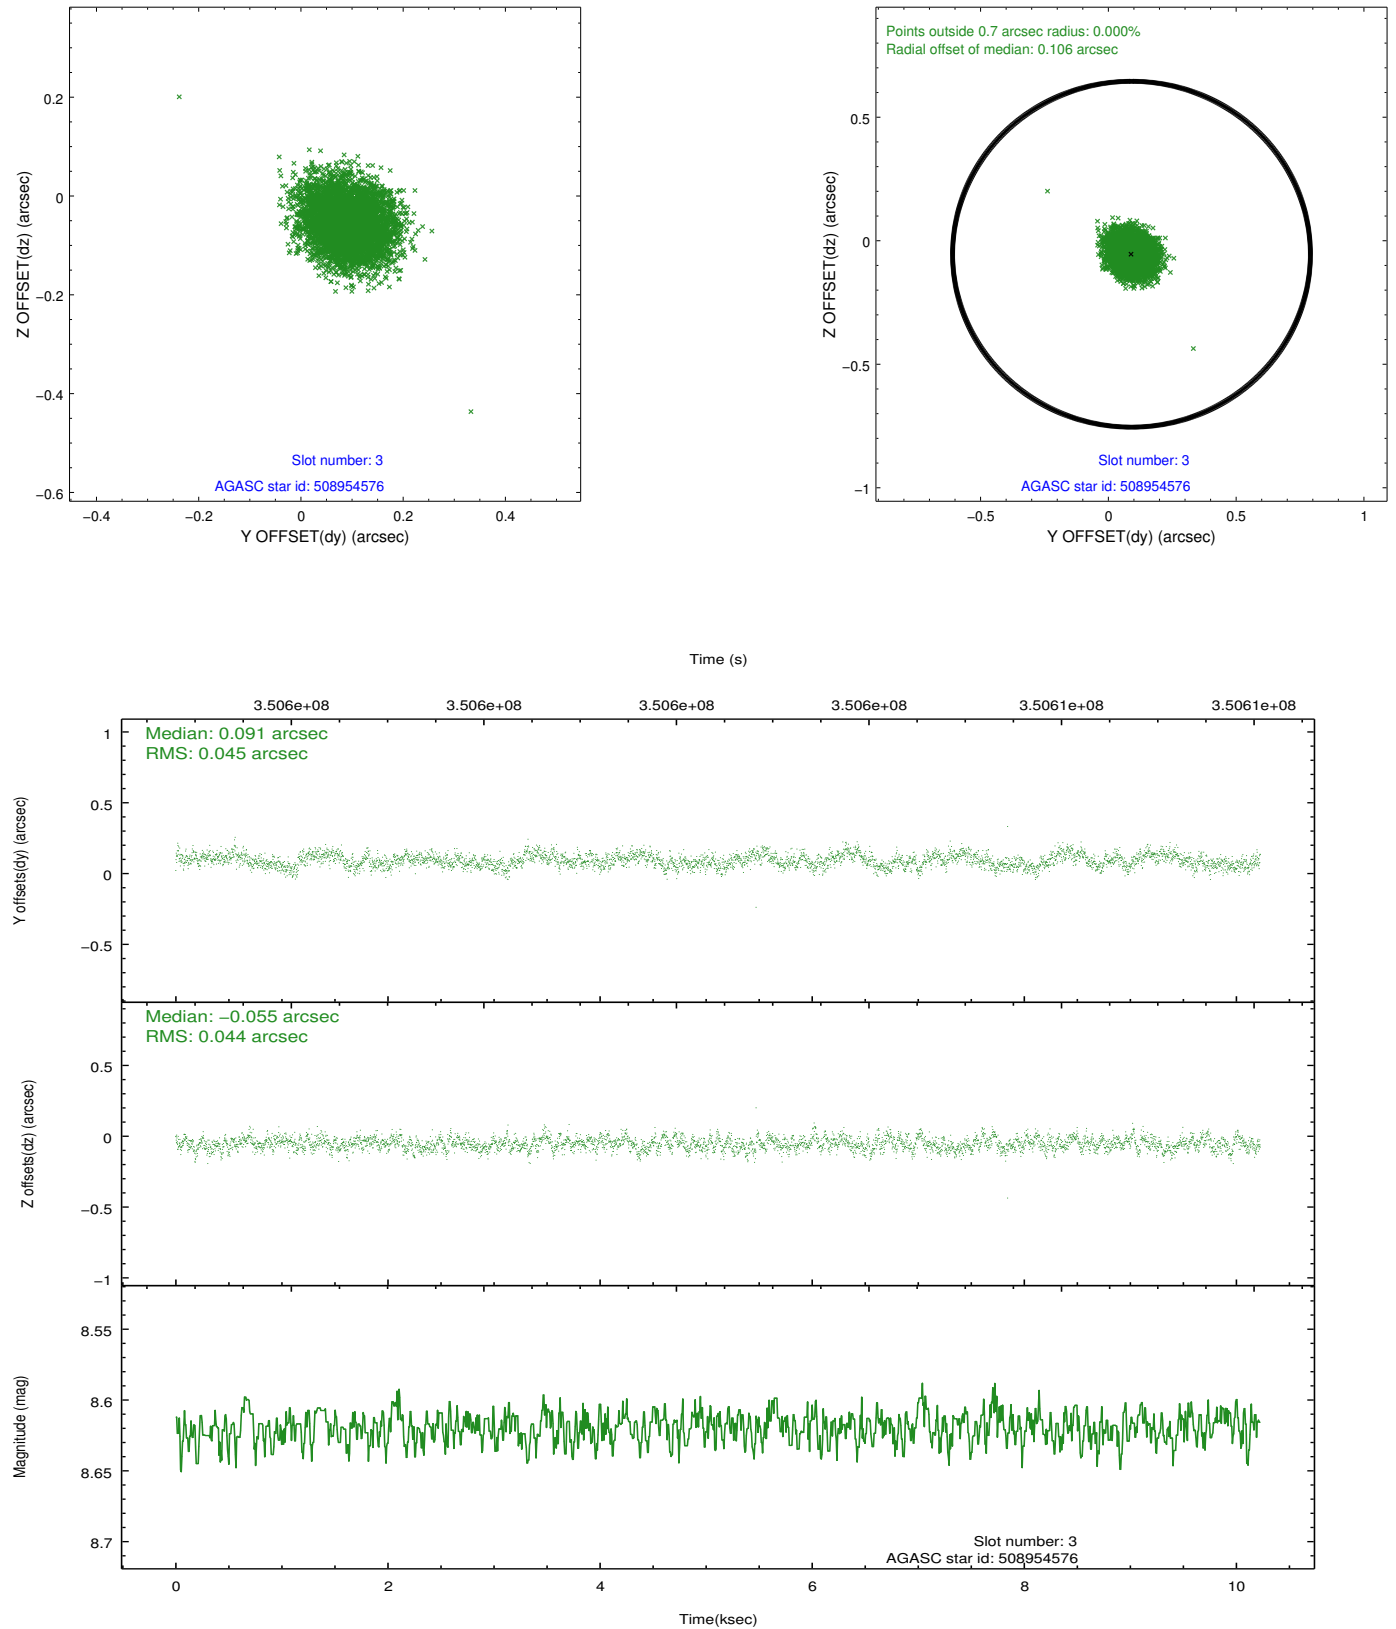 0.2
0
−0.2
−0.4
−0.6
Z OFFSET(dz) (arcsec)
Slot number: 3
AGASC star id: 508954576
−0.4 −0.2 0 0.2 0.4
Y OFFSET(dy) (arcsec)
Points outside 0.7 arcsec radius: 0.000%
Radial offset of median: 0.106 arcsec
0.5
0
−0.5
−1
Z OFFSET(dz) (arcsec)
Slot number: 3
AGASC star id: 508954576
−0.5 0 0.5 1
Y OFFSET(dy) (arcsec)
Time (s)
3.506e+08 3.506e+08 3.506e+08 3.506e+08 3.5061e+08 3.5061e+08
Median: 0.091 arcsec
RMS: 0.045 arcsec
1
0.5
0
−0.5
Y offsets(dy) (arcsec)
Median: −0.055 arcsec
RMS: 0.044 arcsec
0.5
0
−0.5
−1
Z offsets(dz) (arcsec)
8.55
8.6
8.65
8.7
Magnitude (mag)
Slot number: 3
AGASC star id: 508954576
0 2 4 6 8 10
Time(ksec)